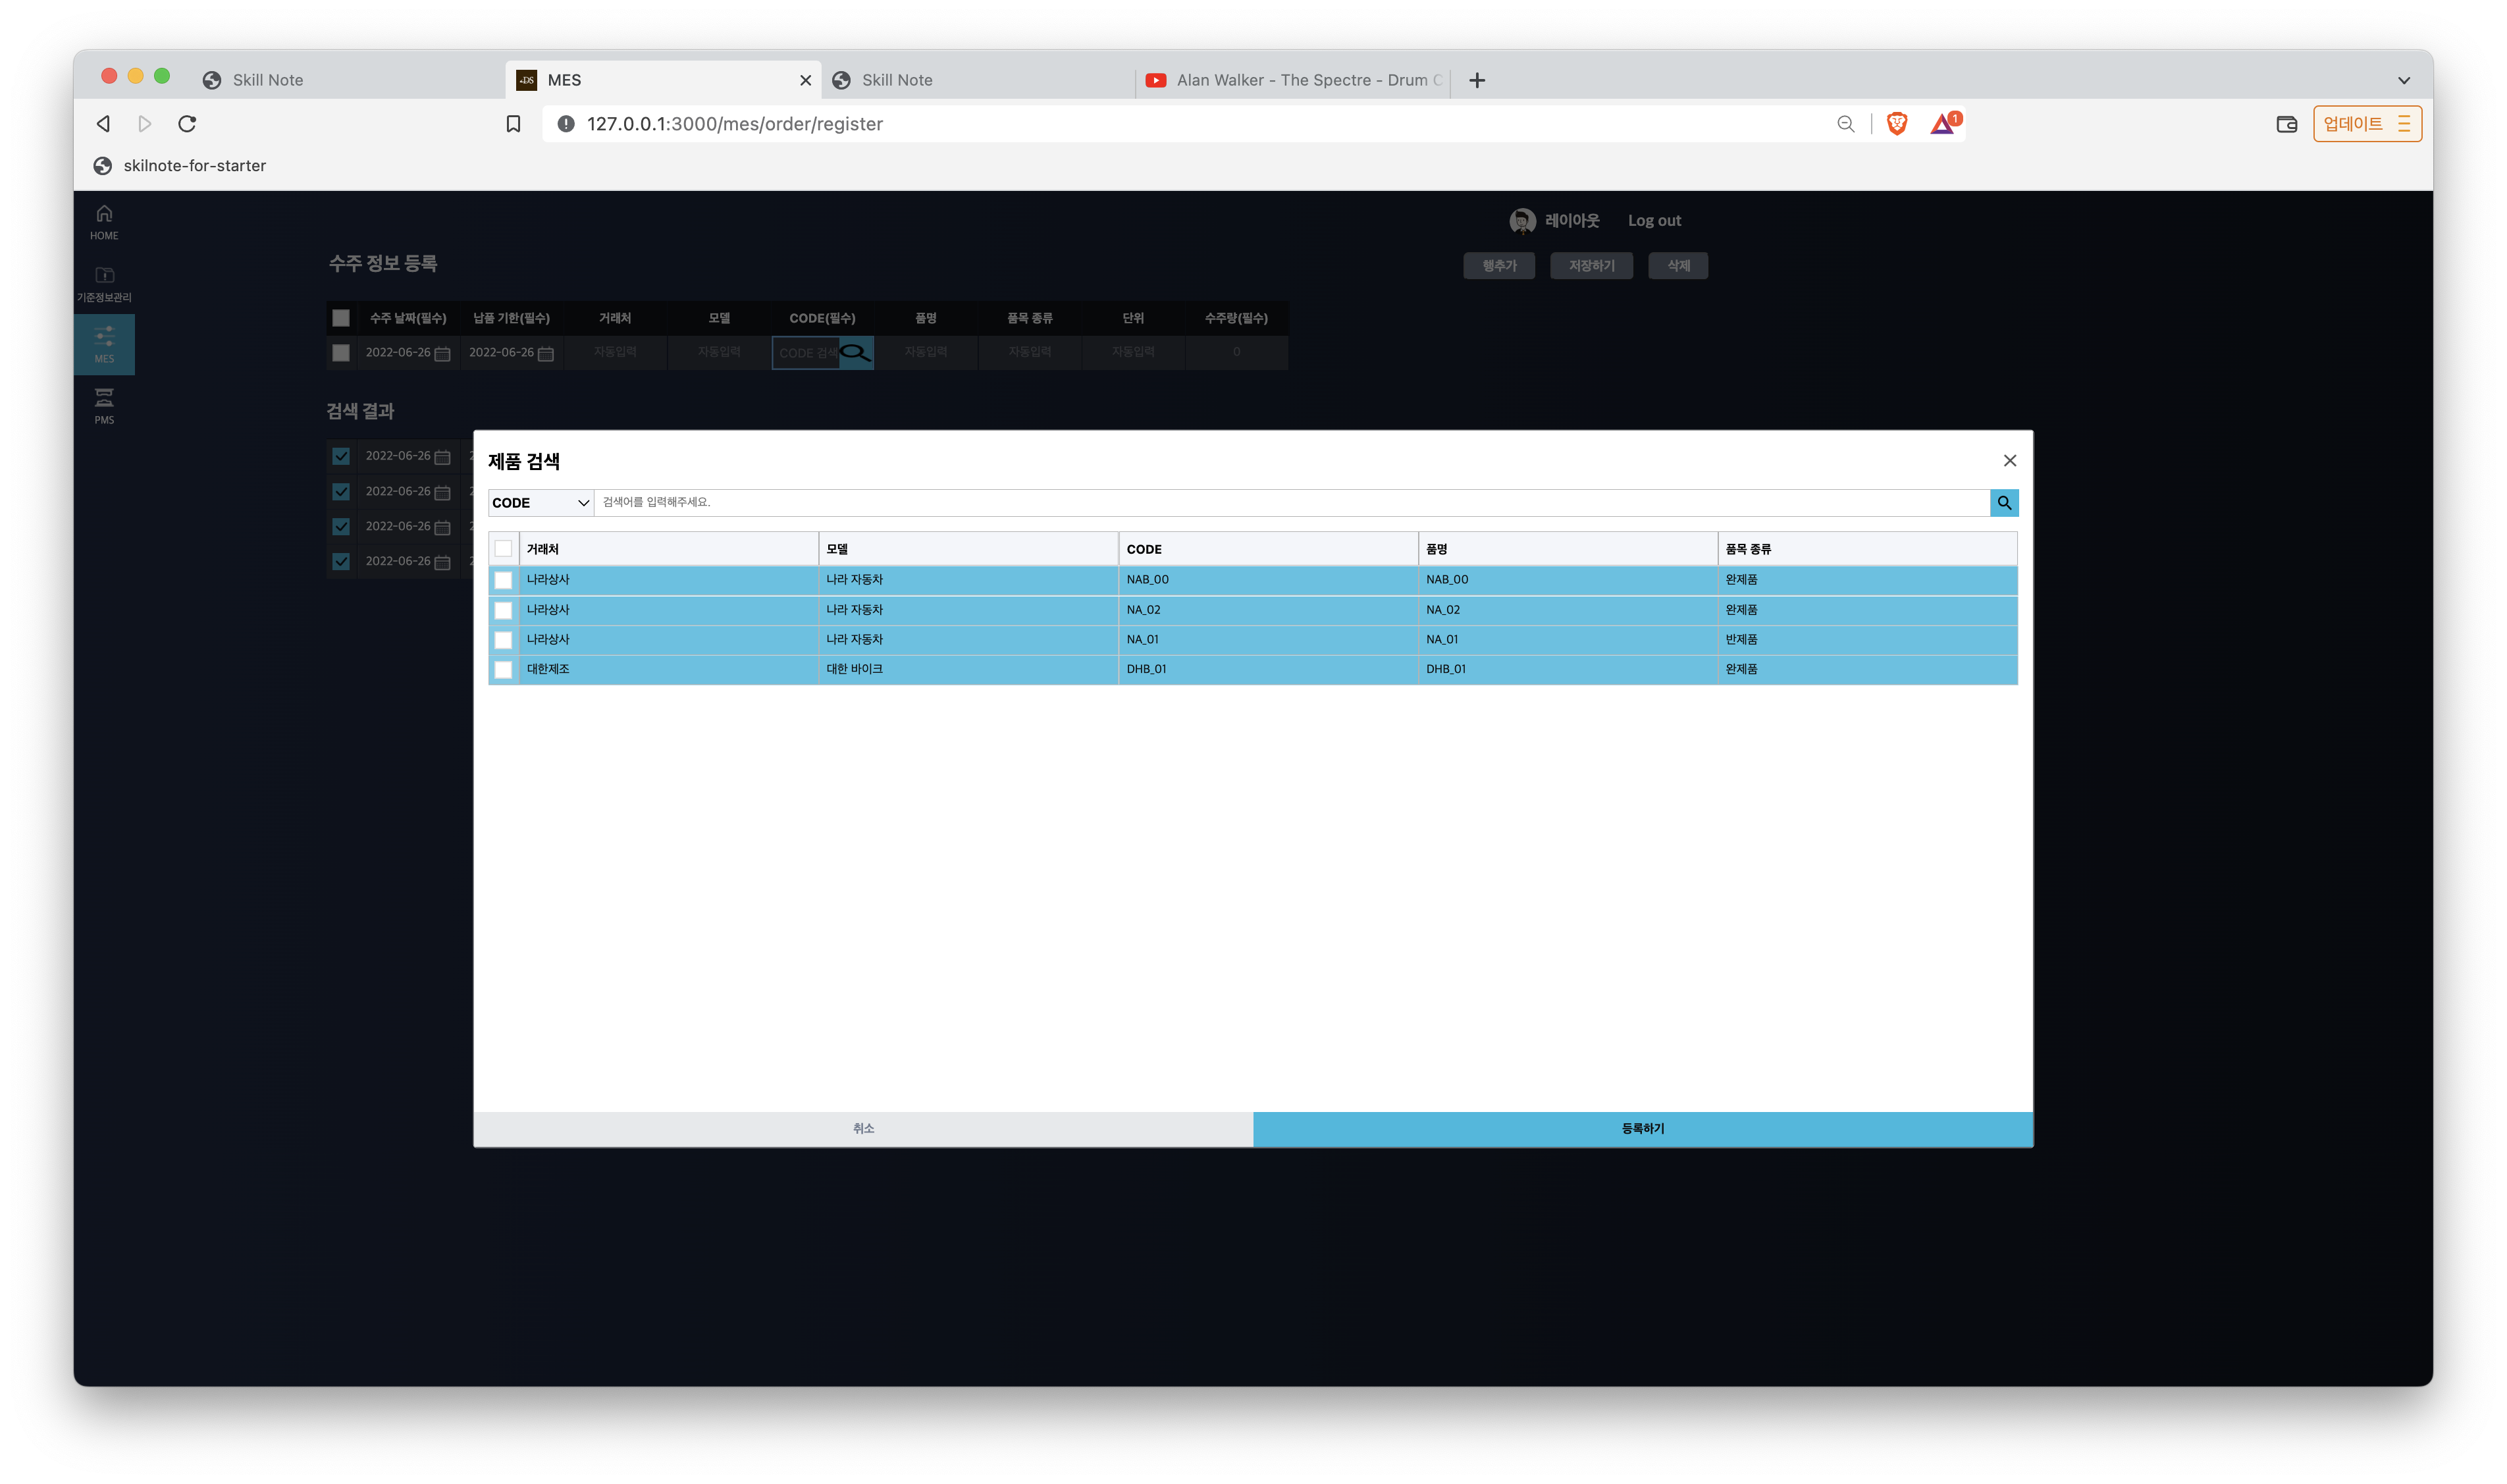 Skill Note
MES
Skill Note
Alan Walker - The Spectre - Drum C
127.0.0.1:3000/mes/order/register
1
업데이트
skilnote-for-starter
HOME
기준정보관리
MES
PMS
레이아웃 Log out
수주 정보 등록
행추가 저장하기 삭제
수주 날짜(필수) 납품 기한(필수) 거래처 모델 CODE(필수) 품명 품목 종류 단위 수주량(필수)
2022-06-26 2022-06-26 자동입력 자동입력 CODE 검색 자동입력 자동입력 자동입력 0
검색 결과
2022-06-26 2
2022-06-26 2
2022-06-26 2
2022-06-26 2
제품 검색
CODE 검색어를 입력해주세요.
거래처 모델 CODE 품명 품목 종류
나라상사 나라 자동차 NAB_00 NAB_00 완제품
나라상사 나라 자동차 NA_02 NA_02 완제품
나라상사 나라 자동차 NA_01 NA_01 반제품
대한제조 대한 바이크 DHB_01 DHB_01 완제품
취소 등록하기